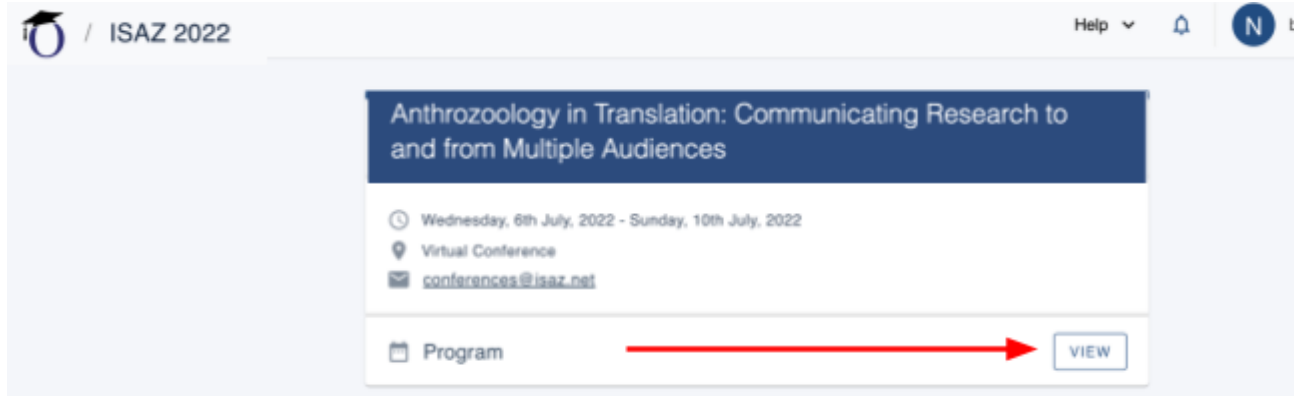 / ISAZ 2022
Help
N
Anthrozoology in Translation: Communicating Research to
and from Multiple Audiences
Wednesday, 6th July, 2022 - Sunday, 10th July, 2022
Virtual Conference
conferences@isaz.net
Program
VIEW